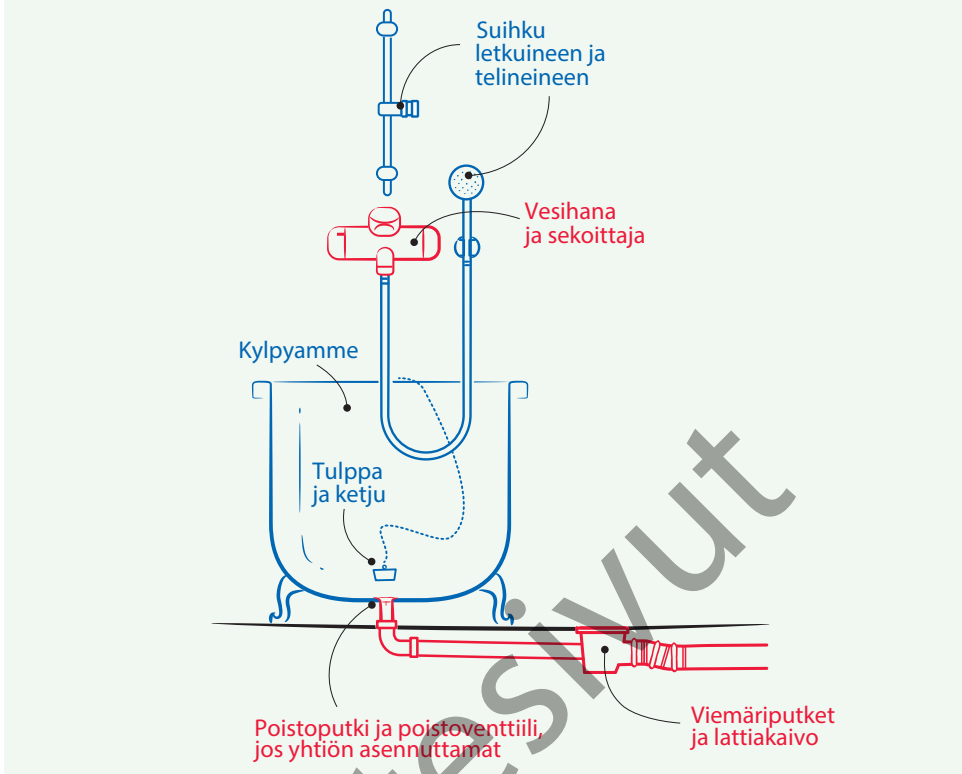 Suihku
letkuineen ja
telineineen
Vesihana
ja sekoittaja
Kylpyamme
Tulppa
ja ketju
Poistoputki ja poistoventtiili,
jos yhtiön asennuttamat
Viemäriputket
ja lattiakaivo